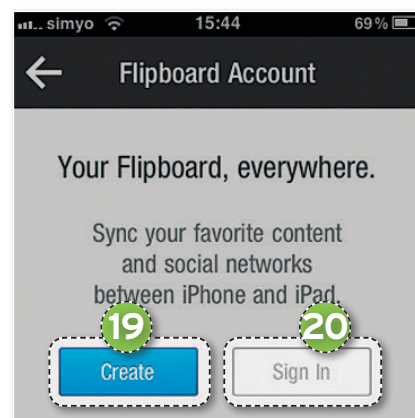 simyo 15:44 69%
Flipboard Account
Your Flipboard, everywhere.
Sync your favorite content
and social networks
between iPhone and iPad.
19 20
Create Sign In